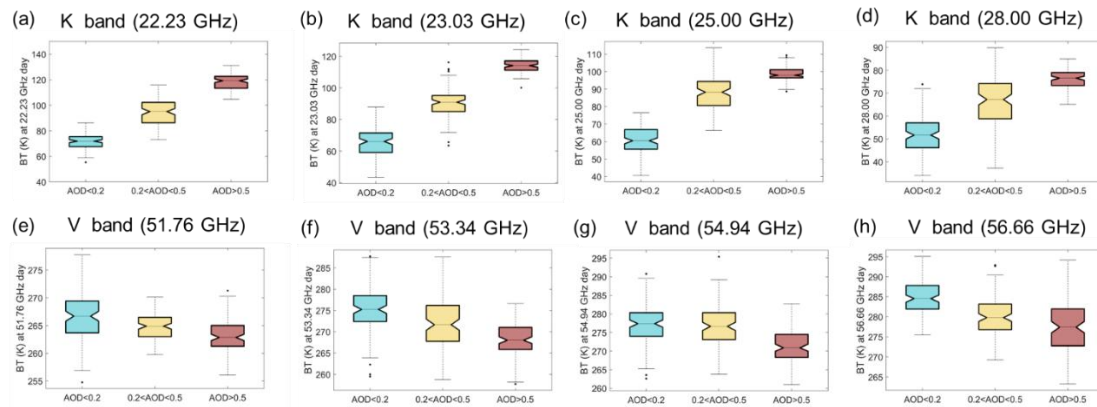 (a) K band (22.23 GHz)
BT (K) at 22.23 GHz day
140
120
100
80
60
40
AOD<0.2 0.2<AOD<0.5 AOD>0.5
(b) K band (23.03 GHz)
BT (K) at 23.03 GHz day
120
100
80
60
40
AOD<0.2 0.2<AOD<0.5 AOD>0.5
(c) K band (25.00 GHz)
BT (K) at 25.00 GHz day
110
100
90
80
70
60
50
40
AOD<0.2 0.2<AOD<0.5 AOD>0.5
(d) K band (28.00 GHz)
BT (K) at 28.00 GHz day
90
80
70
60
50
40
AOD<0.2 0.2<AOD<0.5 AOD>0.5
(e) V band (51.76 GHz)
BT (K) at 51.76 GHz day
275
270
265
260
255
AOD<0.2 0.2<AOD<0.5 AOD>0.5
(f) V band (53.34 GHz)
BT (K) at 53.34 GHz day
285
280
275
270
265
260
AOD<0.2 0.2<AOD<0.5 AOD>0.5
(g) V band (54.94 GHz)
BT (K) at 54.94 GHz day
295
290
285
280
275
270
265
260
AOD<0.2 0.2<AOD<0.5 AOD>0.5
(h) V band (56.66 GHz)
BT (K) at 56.66 GHz day
295
290
285
280
275
270
265
AOD<0.2 0.2<AOD<0.5 AOD>0.5